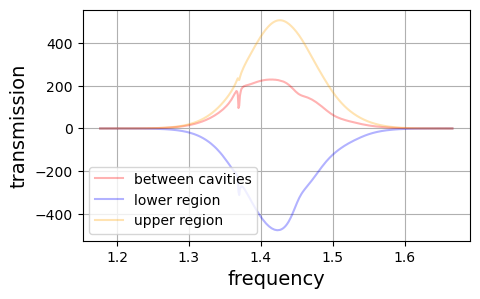 400
200
0
−200
−400
transmission
between cavities
lower region
upper region
1.2
1.3
1.4
1.5
1.6
frequency